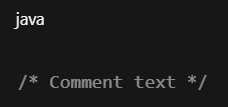 java
/* Comment text */